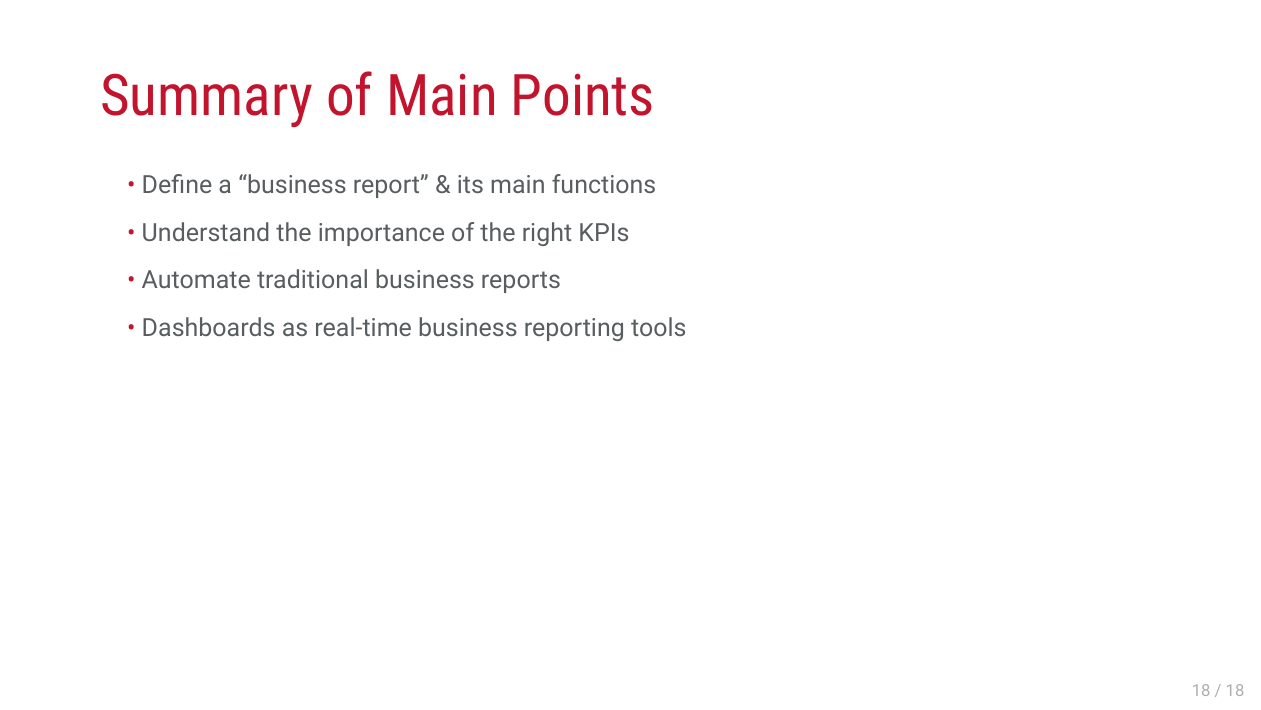 Summary of Main Points
• Define a “business report” & its main functions
• Understand the importance of the right KPIs
• Automate traditional business reports
• Dashboards as real-time business reporting tools
18 / 18